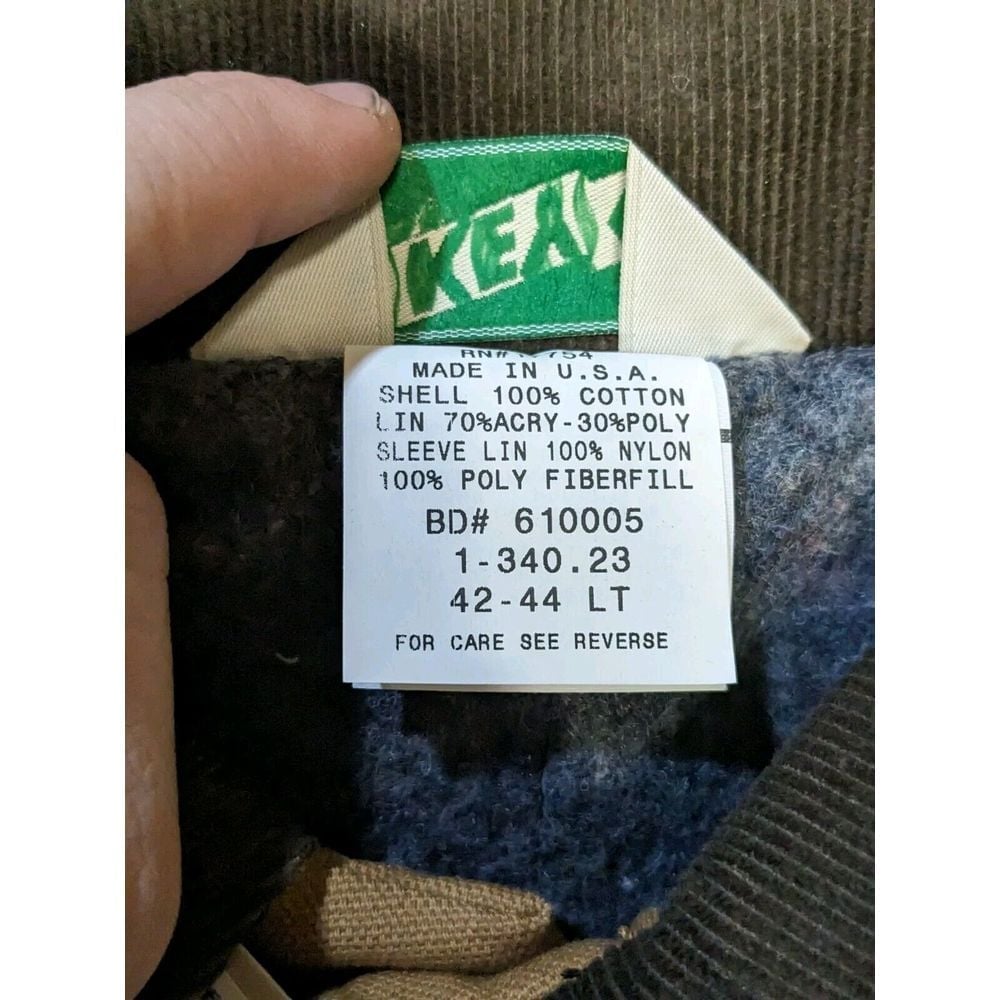 MADE IN U.S.A.
SHELL 100% COTTON
LIN 70%ACRY-30%POLY
SLEEVE LIN 100% NYLON
100% POLY FIBERFILL
BD# 610005
1-340.23
42-44 LT
FOR CARE SEE REVERSE